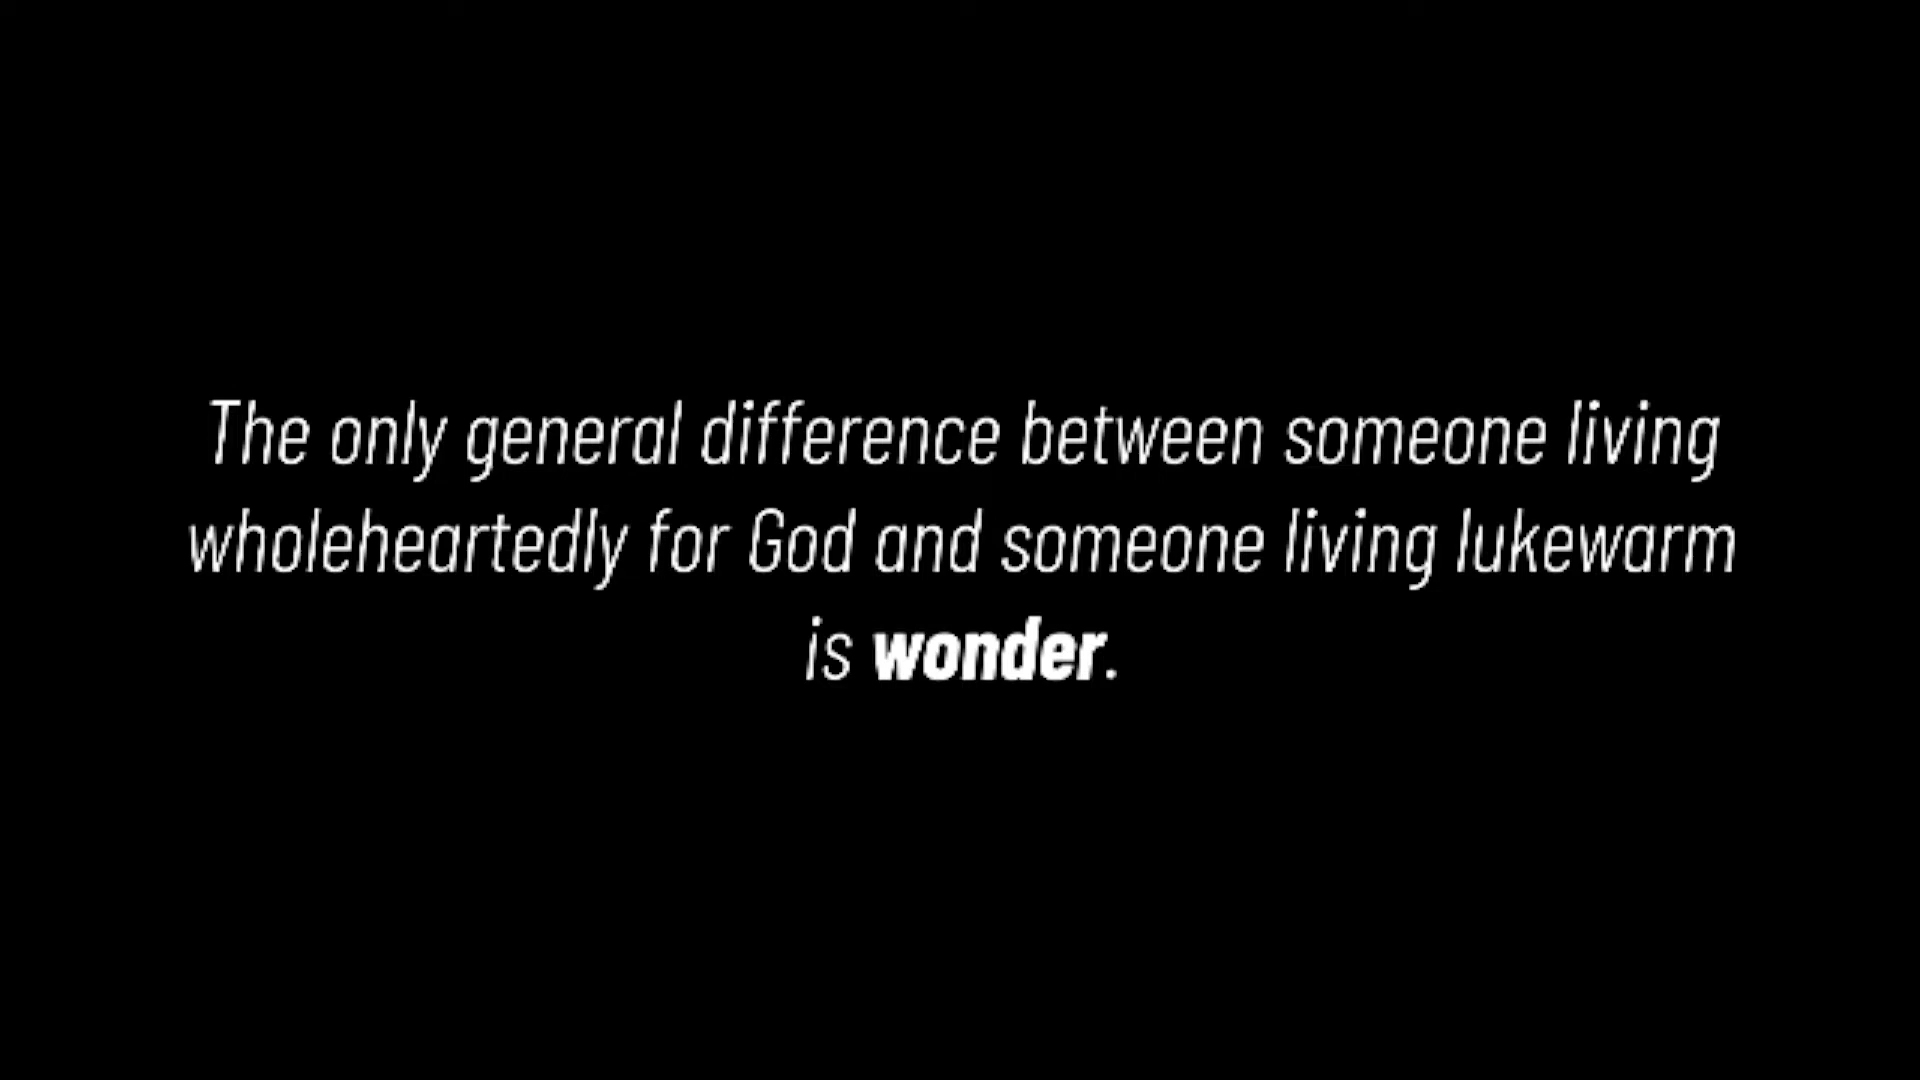 The only general difference between someone living
wholeheartedly for God and someone living lukewarm
is wonder.